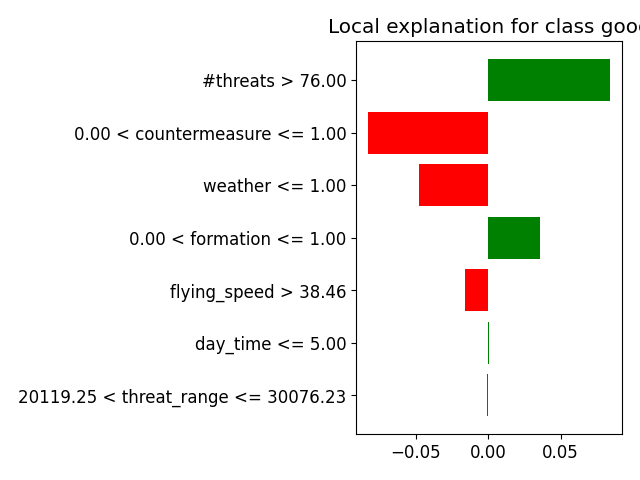 Local explanation for class goo
#threats > 76.00
0.00 < countermeasure <= 1.00
weather <= 1.00
0.00 < formation <= 1.00
flying_speed > 38.46
day_time <= 5.00
20119.25 < threat_range <= 30076.23
−0.05 0.00 0.05